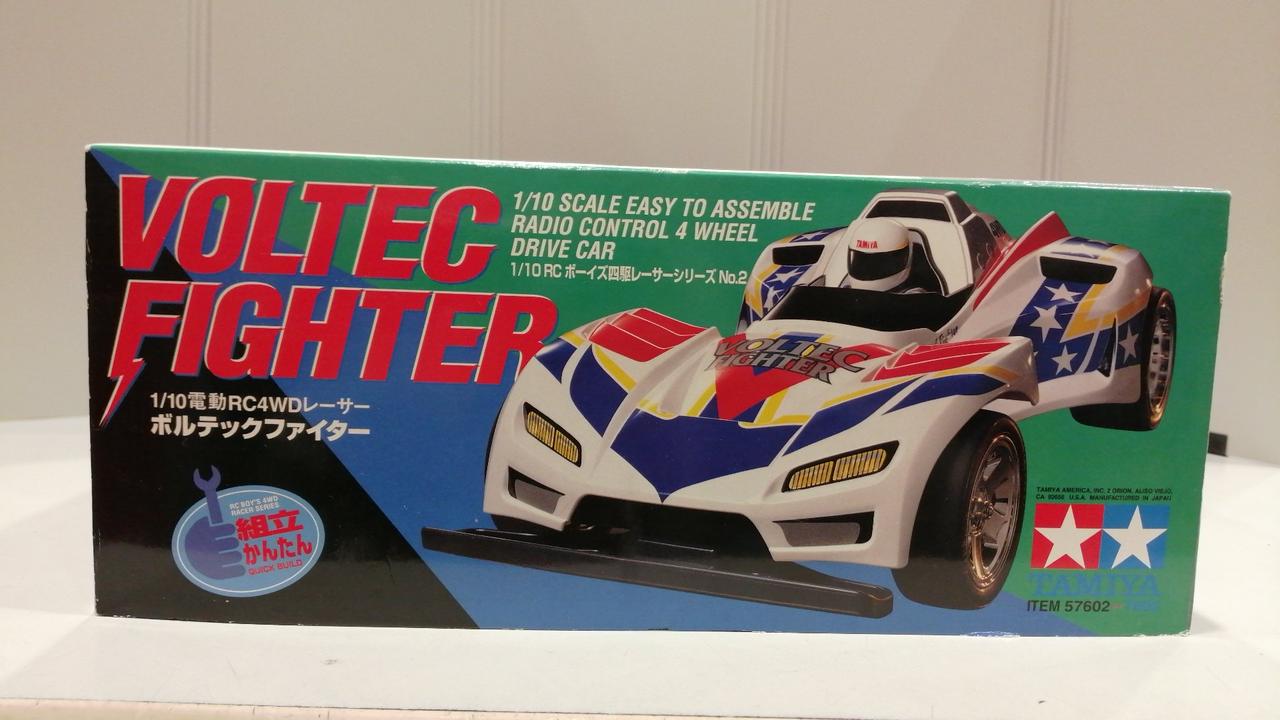 VOLTEC
FIGHTER
1/10 SCALE EASY TO ASSEMBLE
RADIO CONTROL 4 WHEEL
DRIVE CAR
1/10 RC ボーイズ四駆レーサーシリーズ No.2
1/10電動RC4WDレーサー
ボルテックファイター
RC BOY'S 4WD
RACER SERIES
組立
かんたん
QUICK BUILD
TAMIYA
VOLTEC
FIGHTER
TAMIYA AMERICA, INC. 2 ORION, ALISO VIEJO,
CA 92656 U.S.A. MANUFACTURED IN JAPAN
TAMIYA
ITEM 57602